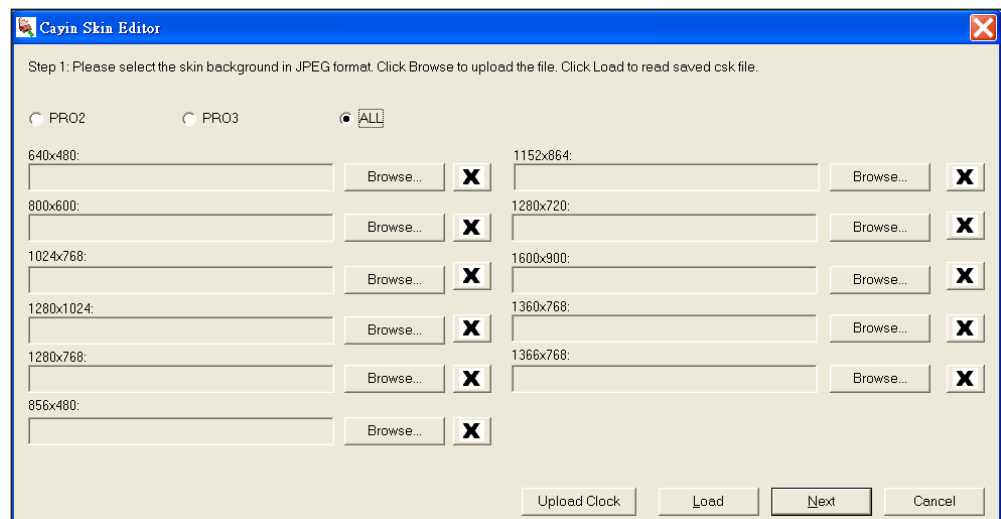 Cayin Skin Editor
Step 1: Please select the skin background in JPEG format. Click Browse to upload the file. Click Load to read saved csk file.
PRO2 PRO3 ALL
640x480: 1152x864:
Browse... X Browse... X
800x600: 1280x720:
Browse... X Browse... X
1024x768: 1600x900:
Browse... X Browse... X
1280x1024: 1360x768:
Browse... X Browse... X
1280x768: 1366x768:
Browse... X Browse... X
856x480:
Browse... X
Upload Clock Load Next Cancel